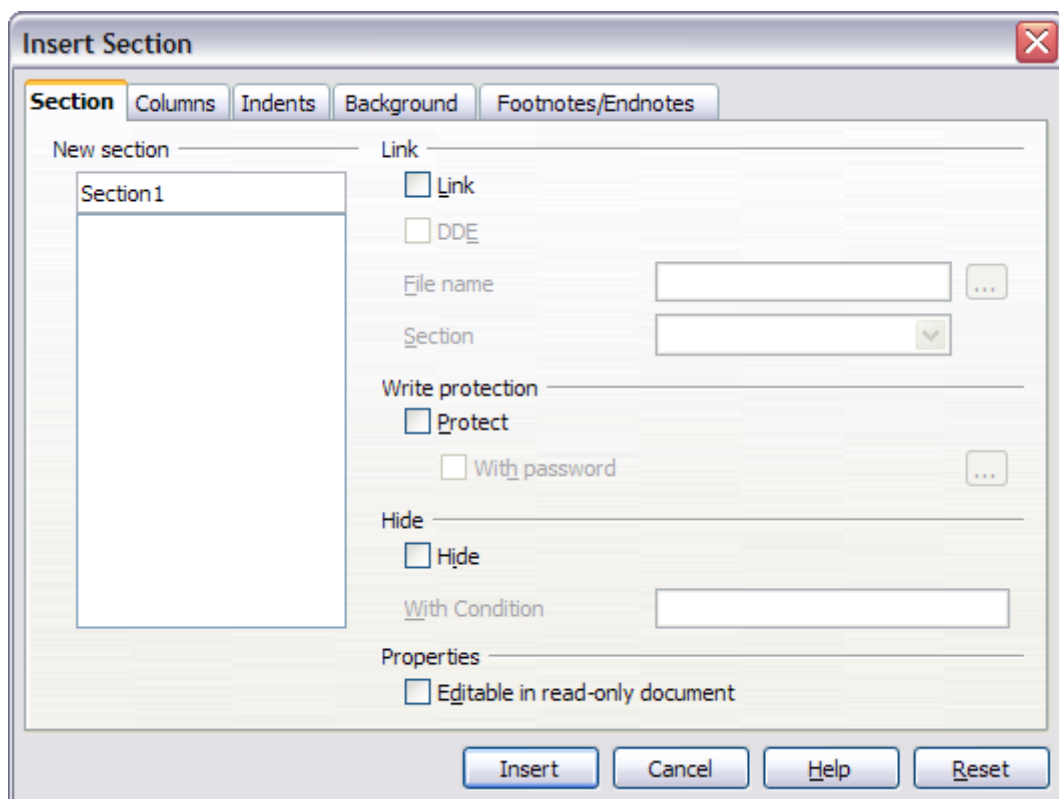 Insert Section
Section Columns Indents Background Footnotes/Endnotes
New section
Section1
Link
Link
DDE
File name ...
Section
Write protection
Protect
With password ...
Hide
Hide
With Condition
Properties
Editable in read-only document
Insert Cancel Help Reset